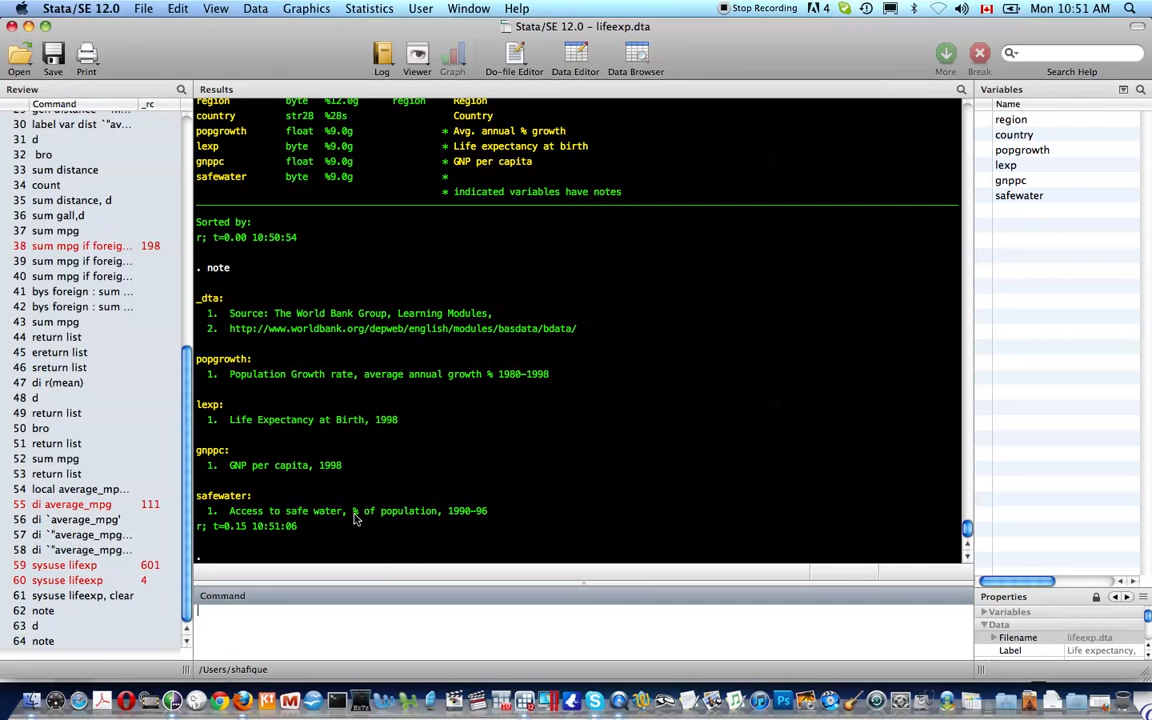 Stata/SE 12.0 File Edit View Data Graphics Statistics User Window Help Stop Recording 4 Mon 10:51 AM
Stata/SE 12.0 - lifeexp.dta
Open Save Print Log Viewer Graph Do-file Editor Data Editor Data Browser More Break Search Help
Review
Command _rc
30 label var dist `"av...
31 d
32 bro
33 sum distance
34 count
35 sum distance, d
36 sum gall,d
37 sum mpg
38 sum mpg if foreig... 198
39 sum mpg if foreig...
40 sum mpg if foreig...
41 bys foreign : sum ...
42 bys foreign : sum ...
43 sum mpg
44 return list
45 ereturn list
46 sreturn list
47 di r(mean)
48 d
49 return list
50 bro
51 return list
52 sum mpg
53 return list
54 local average_mp...
55 di average_mpg 111
56 di `average_mpg'
57 di `"average_mpg...
58 di `"average_mpg...
59 sysuse lifexp 601
60 sysuse lifeexp 4
61 sysuse lifeexp, clear
62 note
63 d
64 note
Results
region byte %12.0g region Region
country str28 %28s Country
popgrowth float %9.0g * Avg. annual % growth
lexp byte %9.0g * Life expectancy at birth
gnppc float %9.0g * GNP per capita
safewater byte %9.0g *
* indicated variables have notes
Sorted by:
r; t=0.00 10:50:54
. note
_dta:
1. Source: The World Bank Group, Learning Modules,
2. http://www.worldbank.org/depweb/english/modules/basdata/bdata/
popgrowth:
1. Population Growth rate, average annual growth % 1980-1998
lexp:
1. Life Expectancy at Birth, 1998
gnppc:
1. GNP per capita, 1998
safewater:
1. Access to safe water, % of population, 1990-96
r; t=0.15 10:51:06
.
Command
/Users/shafique
Variables
Name
region
country
popgrowth
lexp
gnppc
safewater
Properties
Variables
Data
Filename lifeexp.dta
Label Life expectancy,